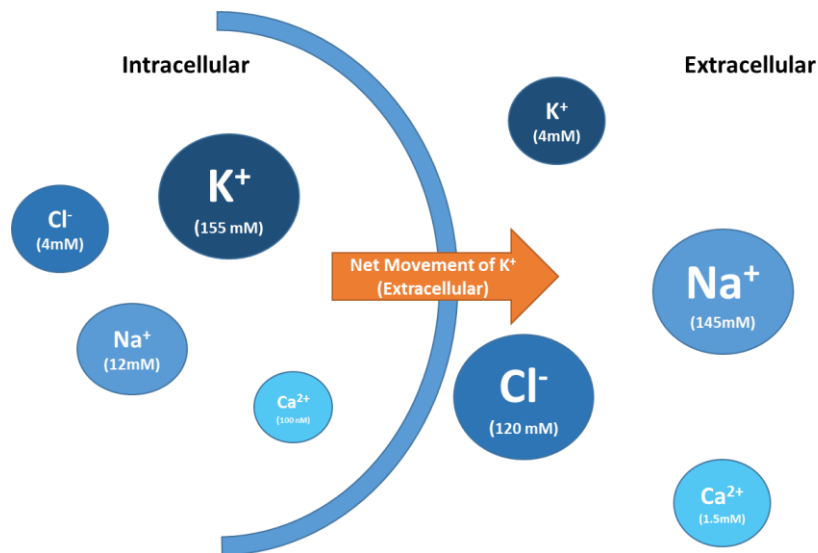 Intracellular
Extracellular
K⁺
(4mM)
K⁺
(155 mM)
Cl⁻
(4mM)
Net Movement of K⁺
(Extracellular)
Na⁺
(145mM)
Na⁺
(12mM)
Cl⁻
(120 mM)
Ca²⁺
(100 nM)
Ca²⁺
(1.5mM)